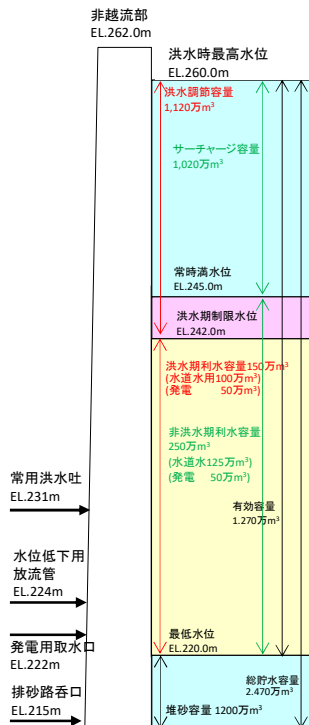 非越流部
EL.262.0m
洪水時最高水位
EL.260.0m
洪水調節容量
1,120万m³
サーチャージ容量
1,020万m³
常時満水位
EL.245.0m
洪水期制限水位
EL.242.0m
洪水期利水容量150万m³
(水道水用100万m³)
(発電　　50万m³)
非洪水期利水容量
250万m³
(水道水125万m³)
(発電　　50万m³)
常用洪水吐
EL.231m
有効容量
1.270万m³
水位低下用
放流管
EL.224m
発電用取水口
EL.222m
最低水位
EL.220.0m
排砂路呑口
EL.215m
総貯水容量
2.470万m³
堆砂容量 1200万m³